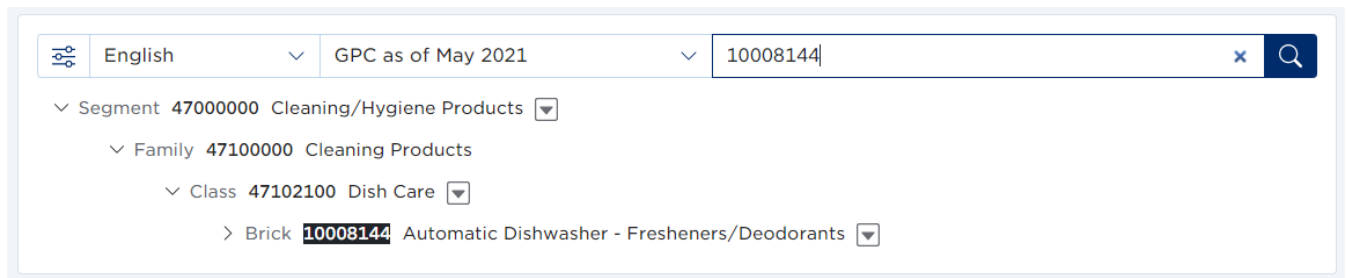 English GPC as of May 2021 10008144
Segment 47000000 Cleaning/Hygiene Products
Family 47100000 Cleaning Products
Class 47102100 Dish Care
Brick 10008144 Automatic Dishwasher - Fresheners/Deodorants